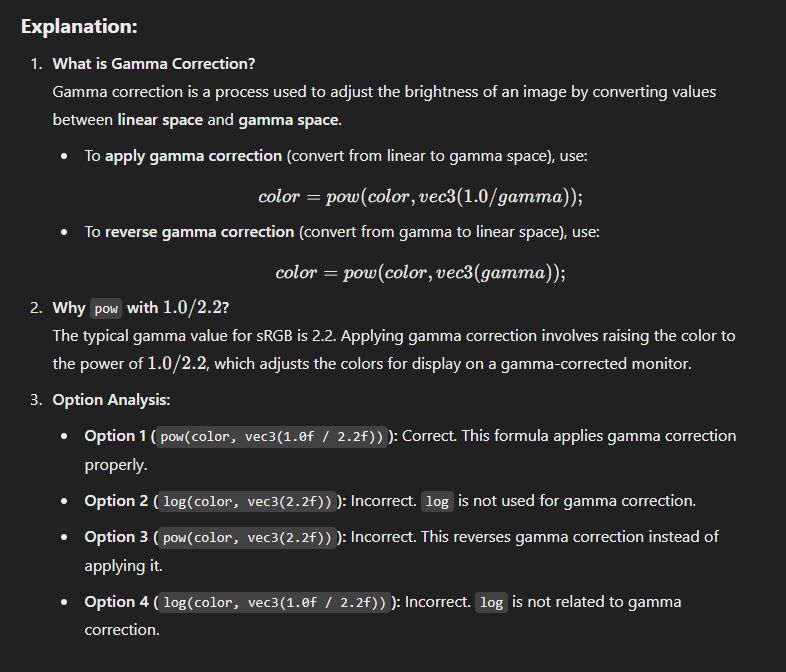 Explanation:
1. What is Gamma Correction?
Gamma correction is a process used to adjust the brightness of an image by converting values
between linear space and gamma space.
• To apply gamma correction (convert from linear to gamma space), use:
color = pow(color, vec3(1.0/gamma));
• To reverse gamma correction (convert from gamma to linear space), use:
color = pow(color, vec3(gamma));
2. Why pow with 1.0/2.2?
The typical gamma value for sRGB is 2.2. Applying gamma correction involves raising the color to
the power of 1.0/2.2, which adjusts the colors for display on a gamma-corrected monitor.
3. Option Analysis:
• Option 1 ( pow(color, vec3(1.0f / 2.2f)) ): Correct. This formula applies gamma correction
properly.
• Option 2 ( log(color, vec3(2.2f)) ): Incorrect. log is not used for gamma correction.
• Option 3 ( pow(color, vec3(2.2f)) ): Incorrect. This reverses gamma correction instead of
applying it.
• Option 4 ( log(color, vec3(1.0f / 2.2f)) ): Incorrect. log is not related to gamma
correction.